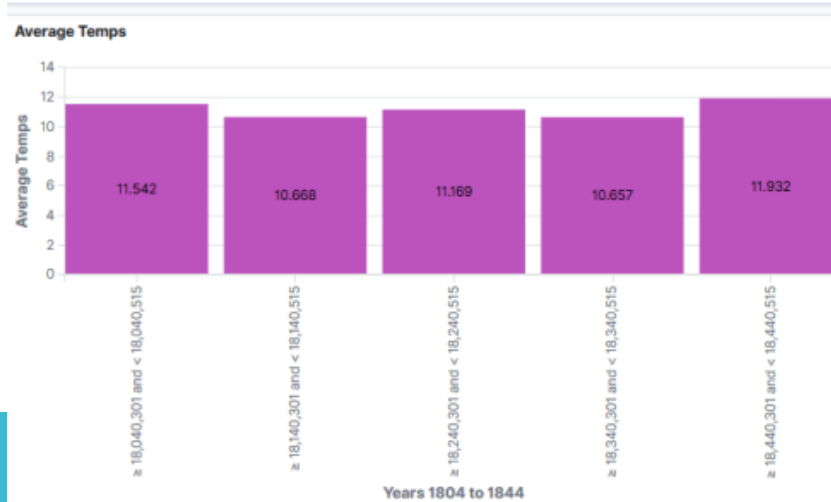 Average Temps
Average Temps
14
12
10
8
6
4
2
0
11.542
10.668
11.169
10.657
11.932
≥ 18,040,301 and < 18,040,515
≥ 18,140,301 and < 18,140,515
≥ 18,240,301 and < 18,240,515
≥ 18,340,301 and < 18,340,515
≥ 18,440,301 and < 18,440,515
Years 1804 to 1844